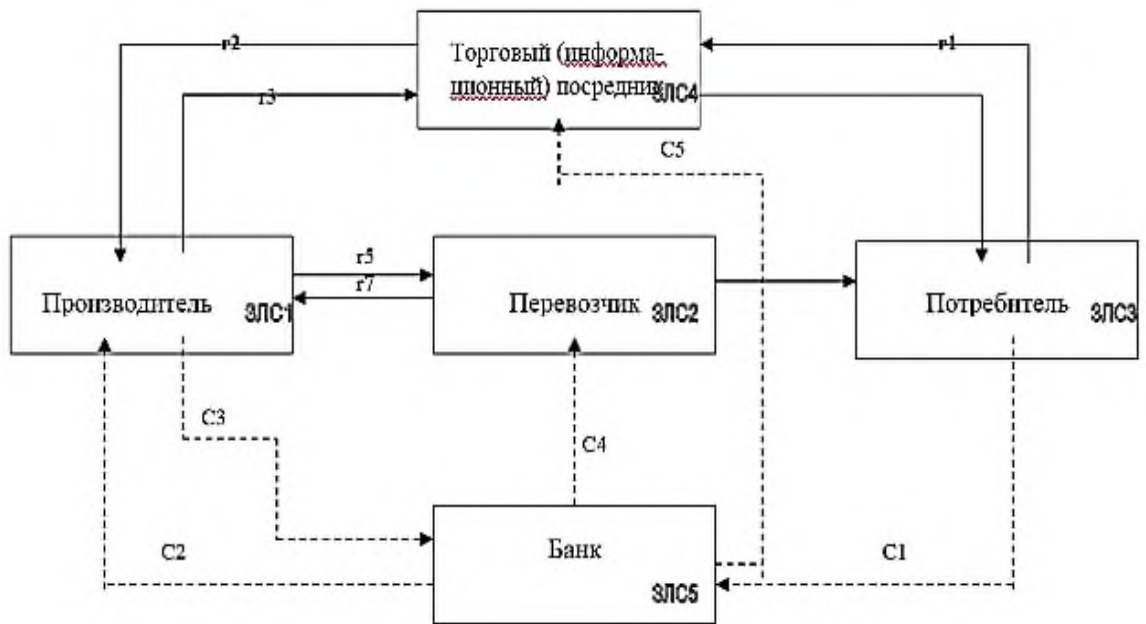 r2
Торговый (информа-
ционный) посредник
ЗЛС4
r1
r3
C5
Производитель
ЗЛС1
r5
r7
Перевозчик
ЗЛС2
Потребитель
ЗЛС3
C3
C4
C2
Банк
ЗЛС5
C1